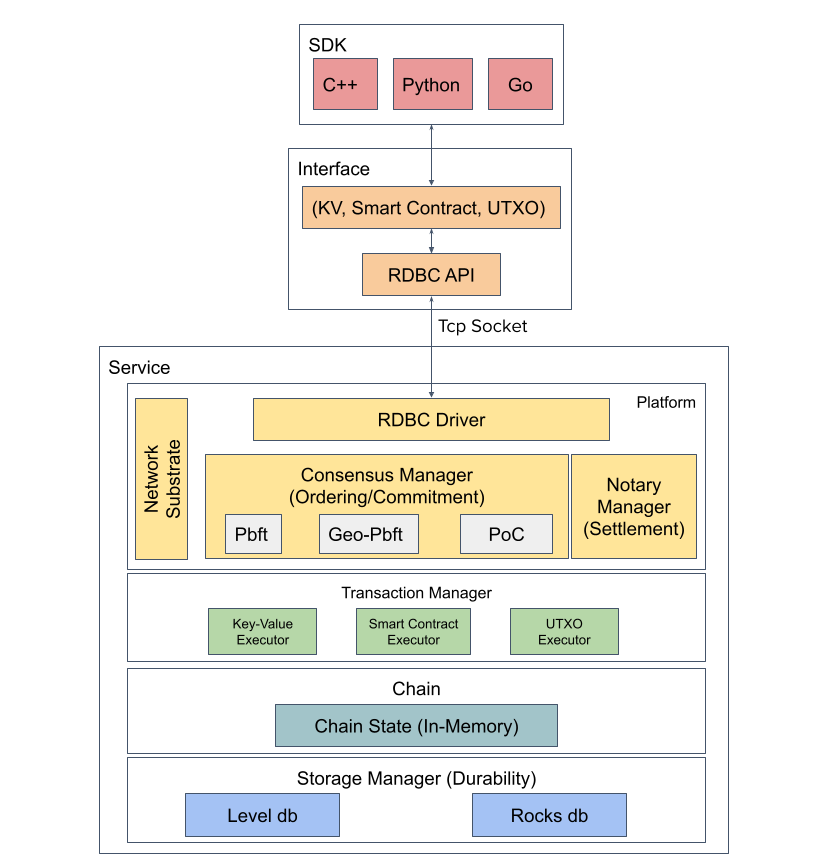 SDK
C++
Python
Go
Interface
(KV, Smart Contract, UTXO)
RDBC API
Tcp Socket
Service
Platform
Network
Substrate
RDBC Driver
Consensus Manager
(Ordering/Commitment)
Pbft
Geo-Pbft
PoC
Notary
Manager
(Settlement)
Transaction Manager
Key-Value
Executor
Smart Contract
Executor
UTXO
Executor
Chain
Chain State (In-Memory)
Storage Manager (Durability)
Level db
Rocks db